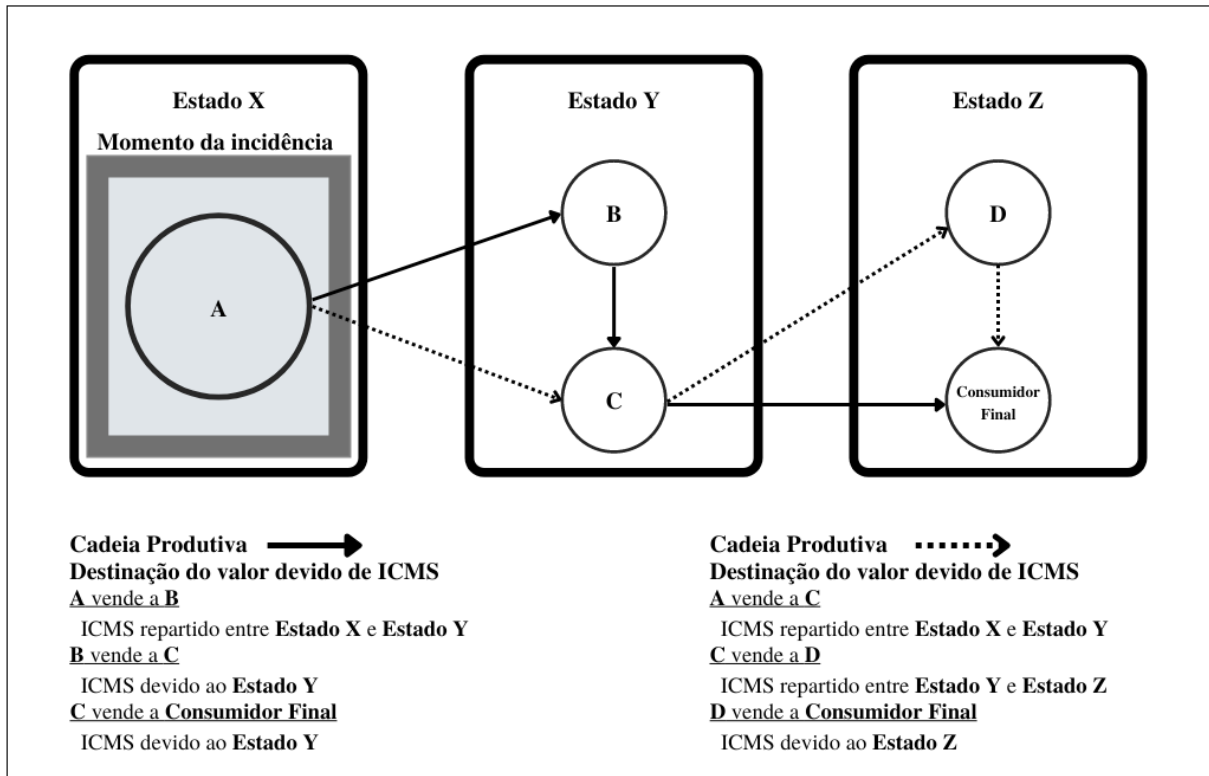 Estado X
Momento da incidência
A
Estado Y
B
C
Estado Z
D
Consumidor
Final
Cadeia Produtiva
Destinação do valor devido de ICMS
A vende a B
ICMS repartido entre Estado X e Estado Y
B vende a C
ICMS devido ao Estado Y
C vende a Consumidor Final
ICMS devido ao Estado Y
Cadeia Produtiva
Destinação do valor devido de ICMS
A vende a C
ICMS repartido entre Estado X e Estado Y
C vende a D
ICMS repartido entre Estado Y e Estado Z
D vende a Consumidor Final
ICMS devido ao Estado Z